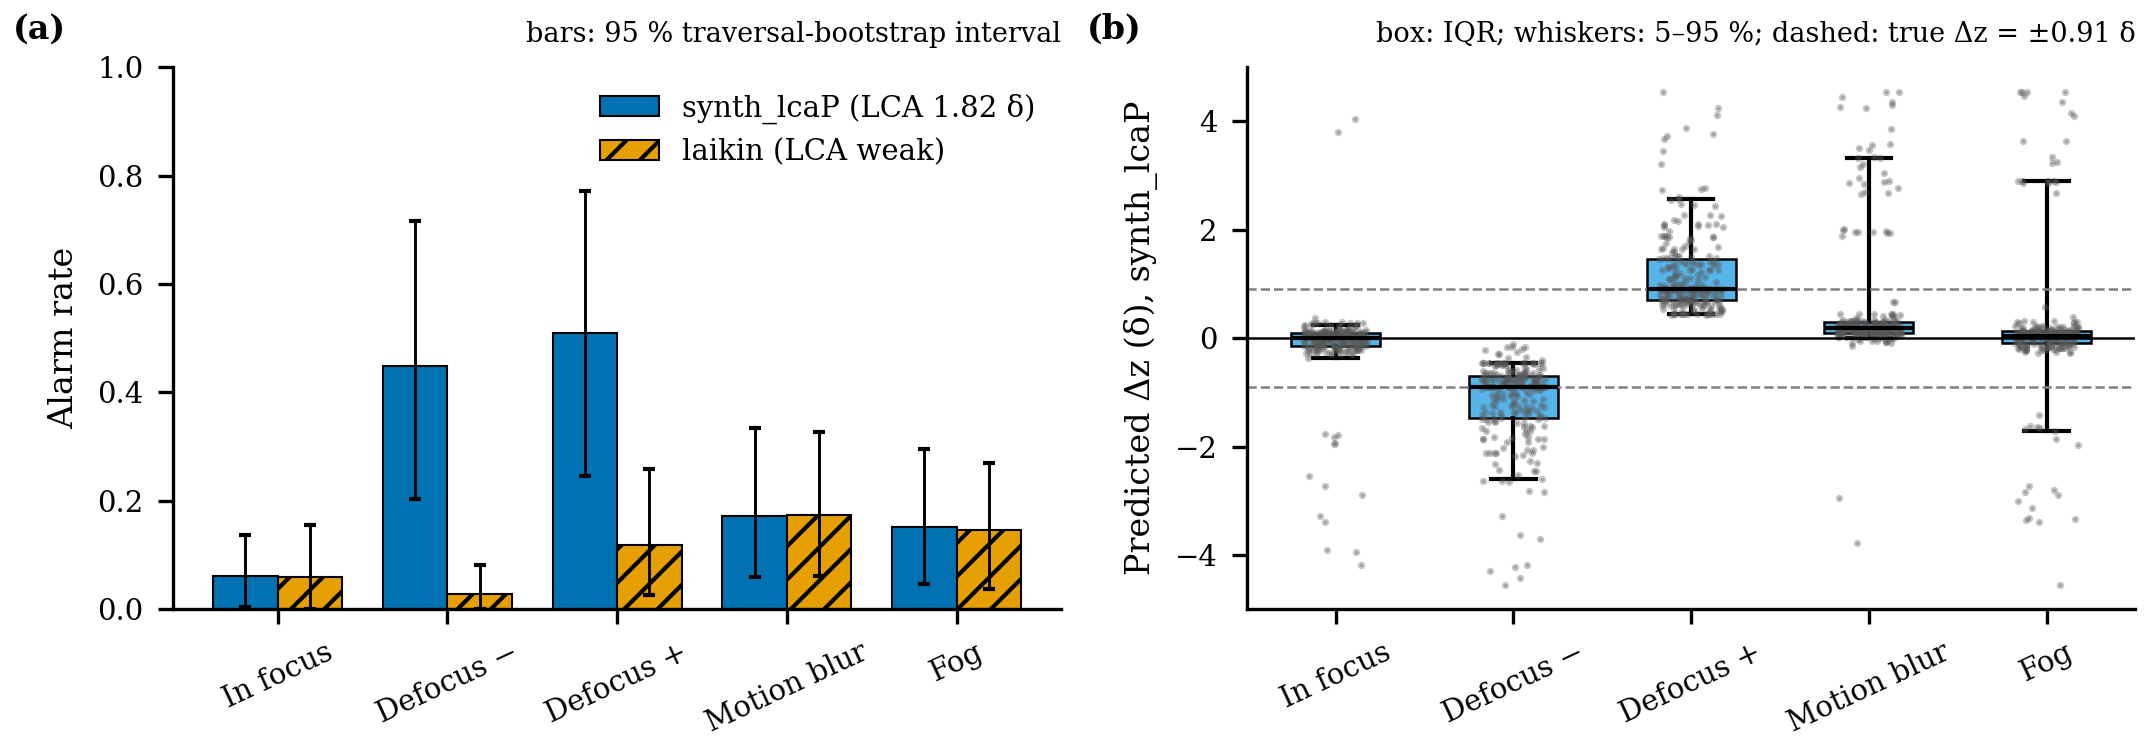 (a)
bars: 95 % traversal-bootstrap interval
synth_lcaP (LCA 1.82 δ)
laikin (LCA weak)
Alarm rate
1.0
0.8
0.6
0.4
0.2
0.0
In focus
Defocus −
Defocus +
Motion blur
Fog
(b)
box: IQR; whiskers: 5–95 %; dashed: true Δz = ±0.91 δ
Predicted Δz (δ), synth_lcaP
4
2
0
−2
−4
In focus
Defocus −
Defocus +
Motion blur
Fog